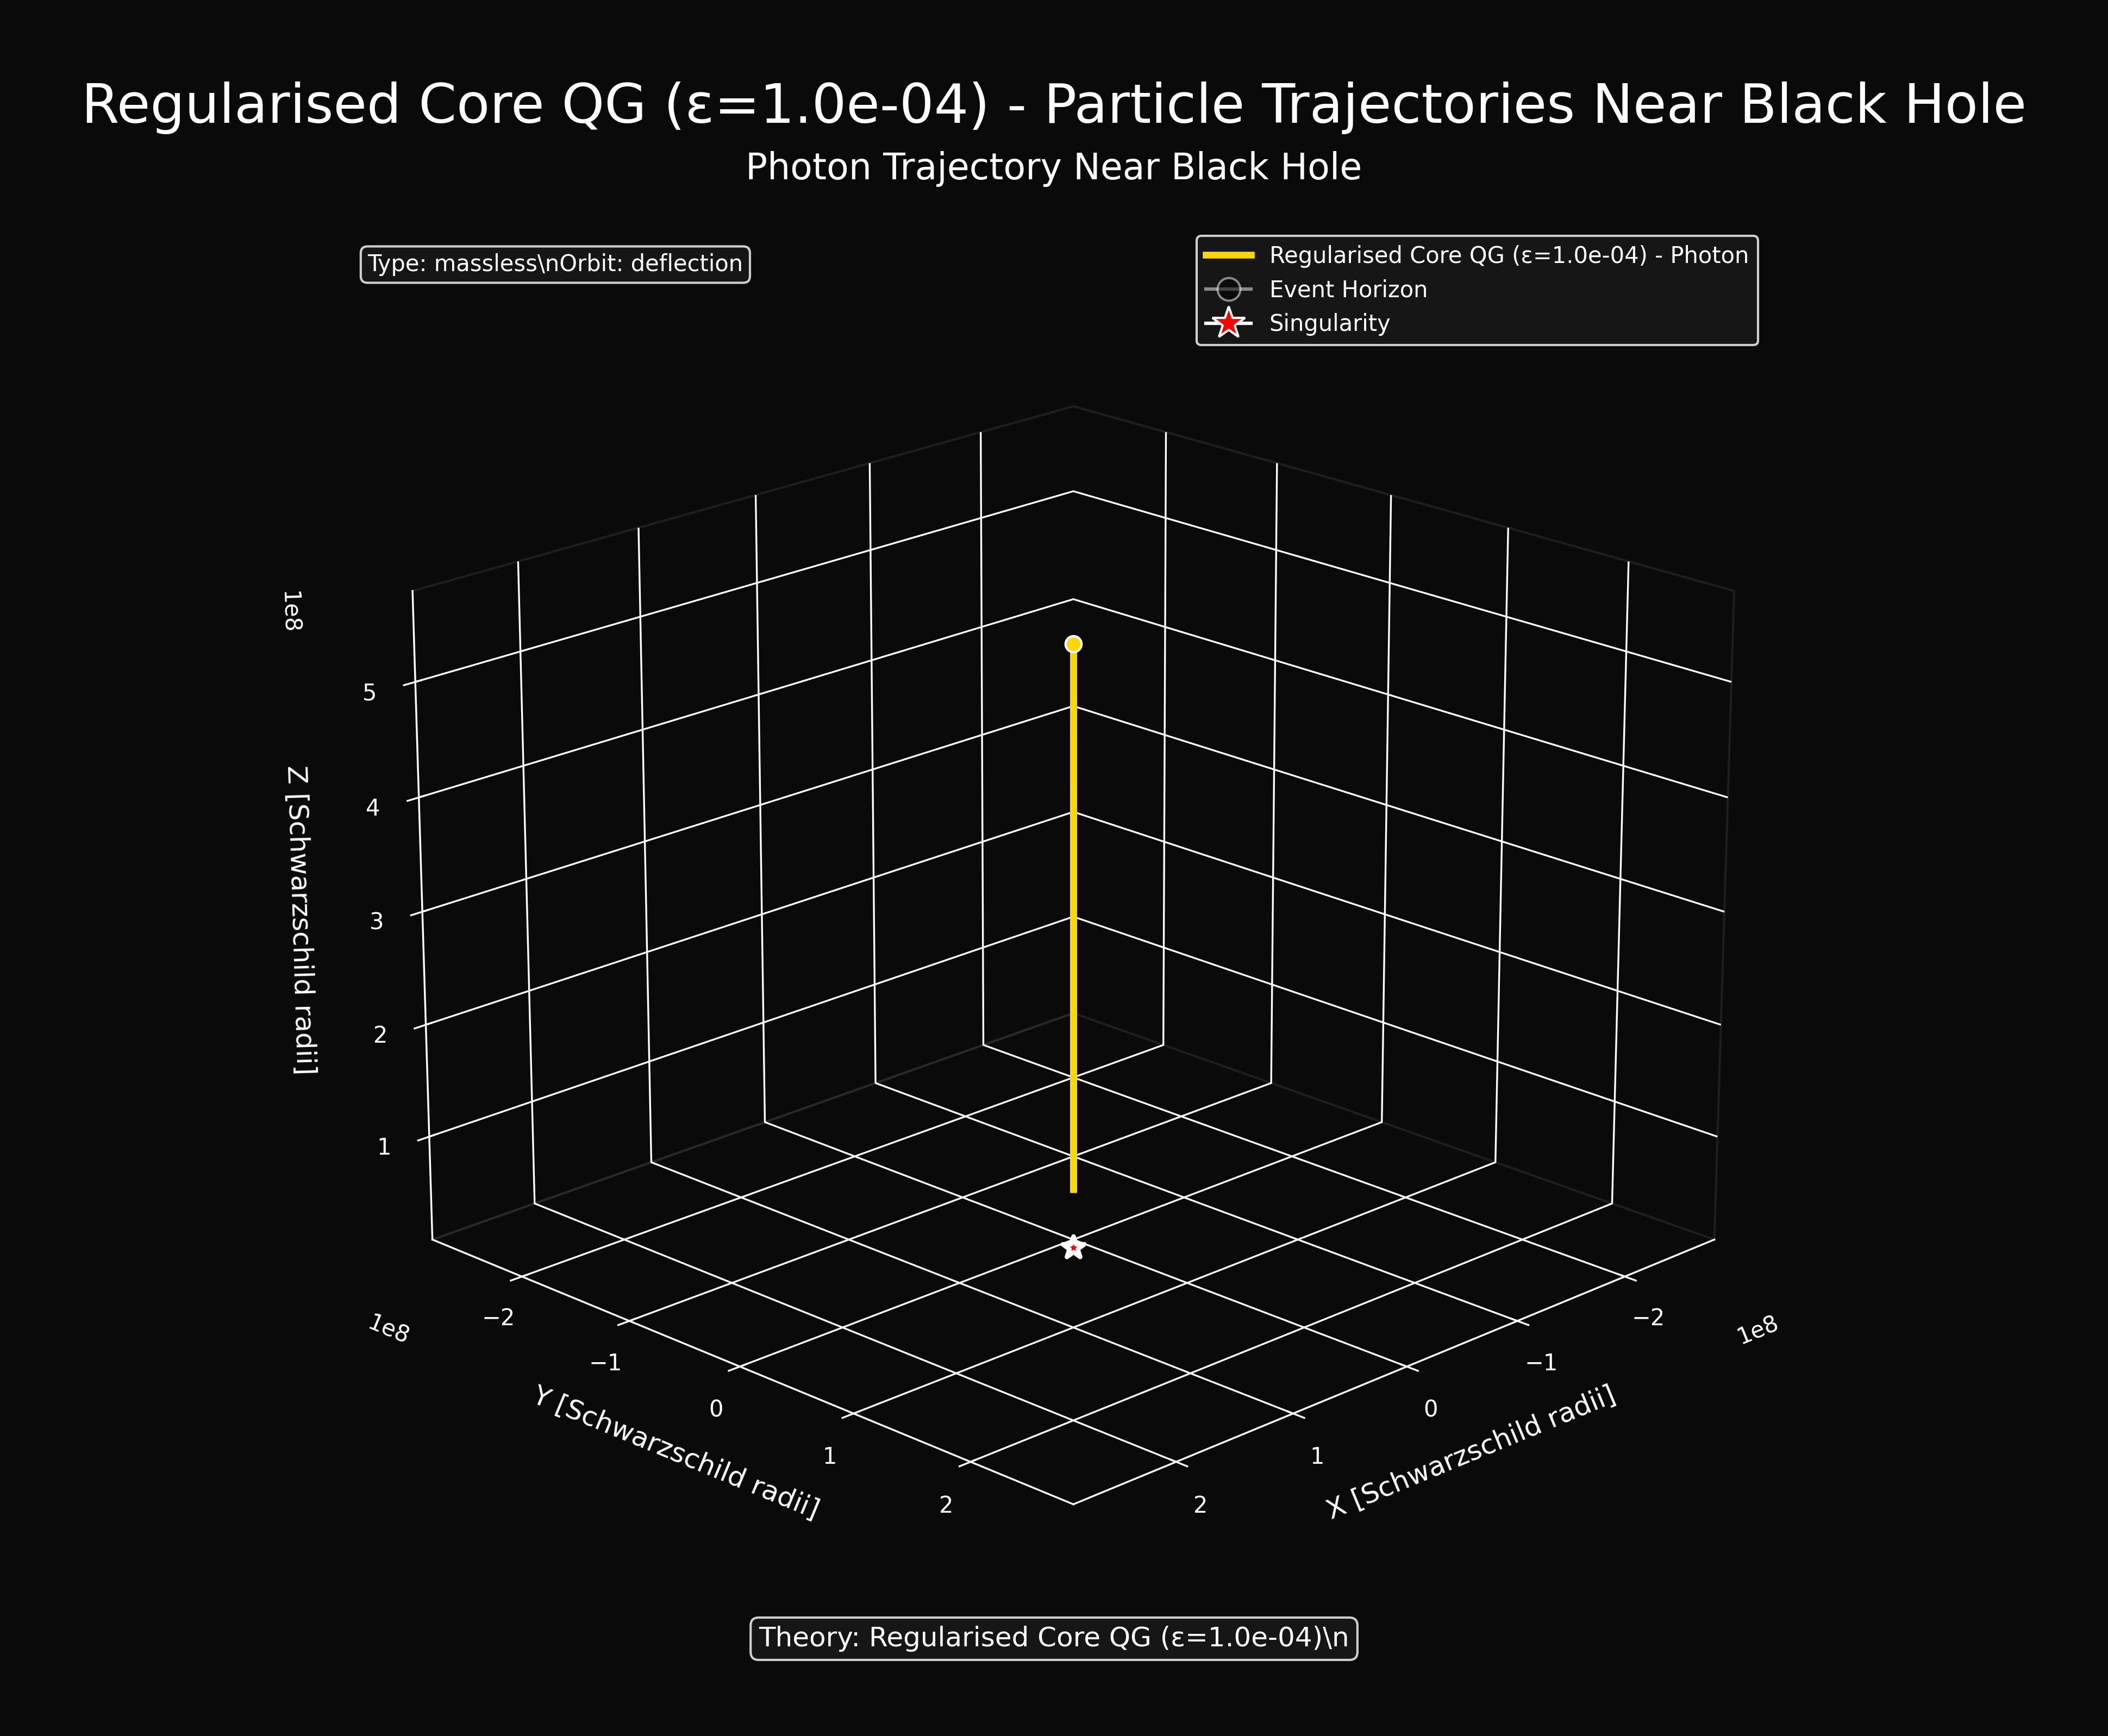 Regularised Core QG (ε=1.0e-04) - Particle Trajectories Near Black Hole
Photon Trajectory Near Black Hole
Type: massless\nOrbit: deflection
Regularised Core QG (ε=1.0e-04) - Photon
Event Horizon
Singularity
1e8
5
4
3
2
1
Z [Schwarzschild radii]
1e8
−2
−1
0
1
2
Y [Schwarzschild radii]
1e8
−2
−1
0
1
2
X [Schwarzschild radii]
Theory: Regularised Core QG (ε=1.0e-04)\n